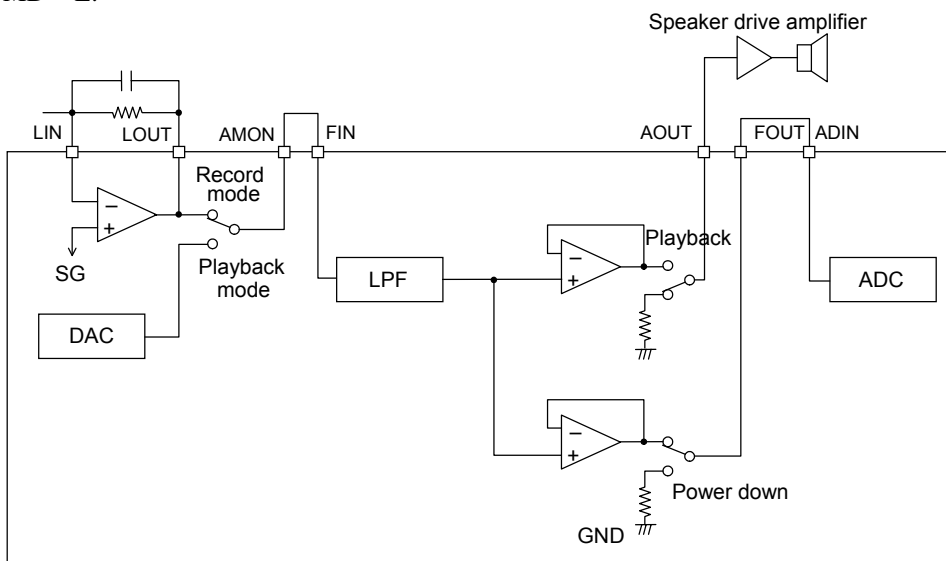 Speaker drive amplifier
LIN
LOUT
AMON
FIN
AOUT
FOUT
ADIN
Record
mode
−
+
SG
Playback
mode
DAC
LPF
−
+
Playback
ADC
−
+
Power down
GND